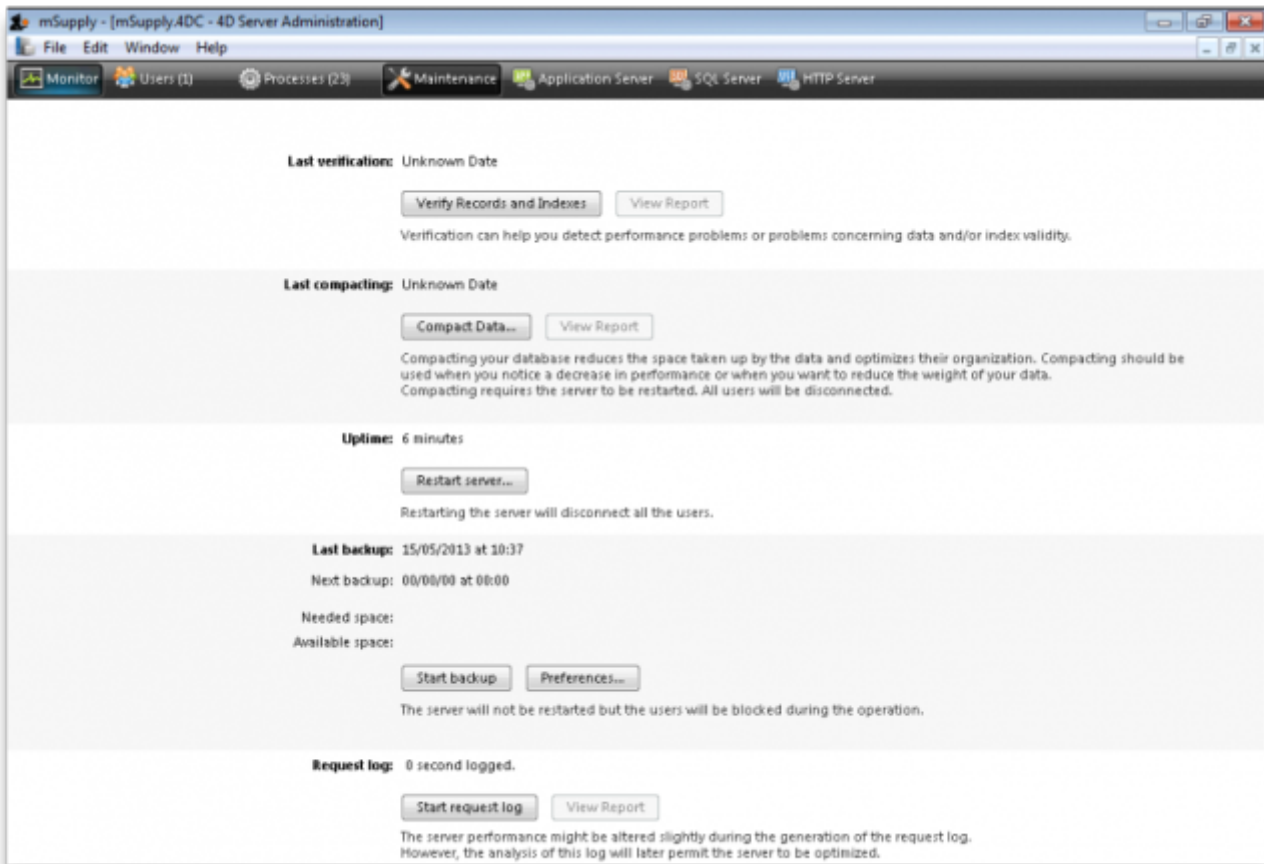 mSupply - [mSupply.4DC - 4D Server Administration]
File Edit Window Help
Monitor Users (1) Processes (23) Maintenance Application Server SQL Server HTTP Server
Last verification: Unknown Date
Verify Records and Indexes View Report
Verification can help you detect performance problems or problems concerning data and/or index validity.
Last compacting: Unknown Date
Compact Data... View Report
Compacting your database reduces the space taken up by the data and optimizes their organization. Compacting should be
used when you notice a decrease in performance or when you want to reduce the weight of your data.
Compacting requires the server to be restarted. All users will be disconnected.
Uptime: 6 minutes
Restart server...
Restarting the server will disconnect all the users.
Last backup: 15/05/2013 at 10:37
Next backup: 00/00/00 at 00:00
Needed space:
Available space:
Start backup Preferences...
The server will not be restarted but the users will be blocked during the operation.
Request log: 0 second logged.
Start request log View Report
The server performance might be altered slightly during the generation of the request log.
However, the analysis of this log will later permit the server to be optimized.